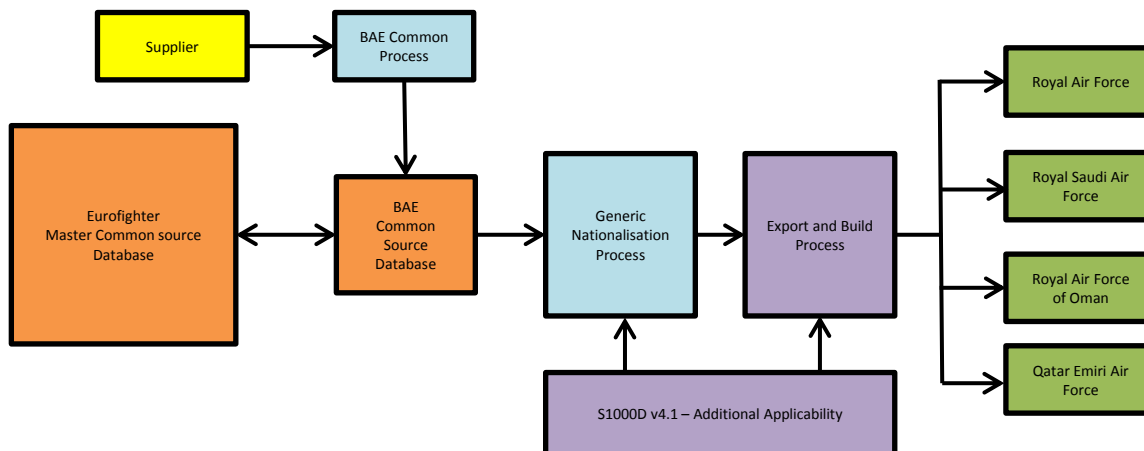 Supplier
BAE Common
Process
Royal Air Force
Eurofighter
Master Common source
Database
BAE
Common
Source
Database
Generic
Nationalisation
Process
Export and Build
Process
Royal Saudi Air
Force
Royal Air Force
of Oman
Qatar Emiri Air
Force
S1000D v4.1 – Additional Applicability